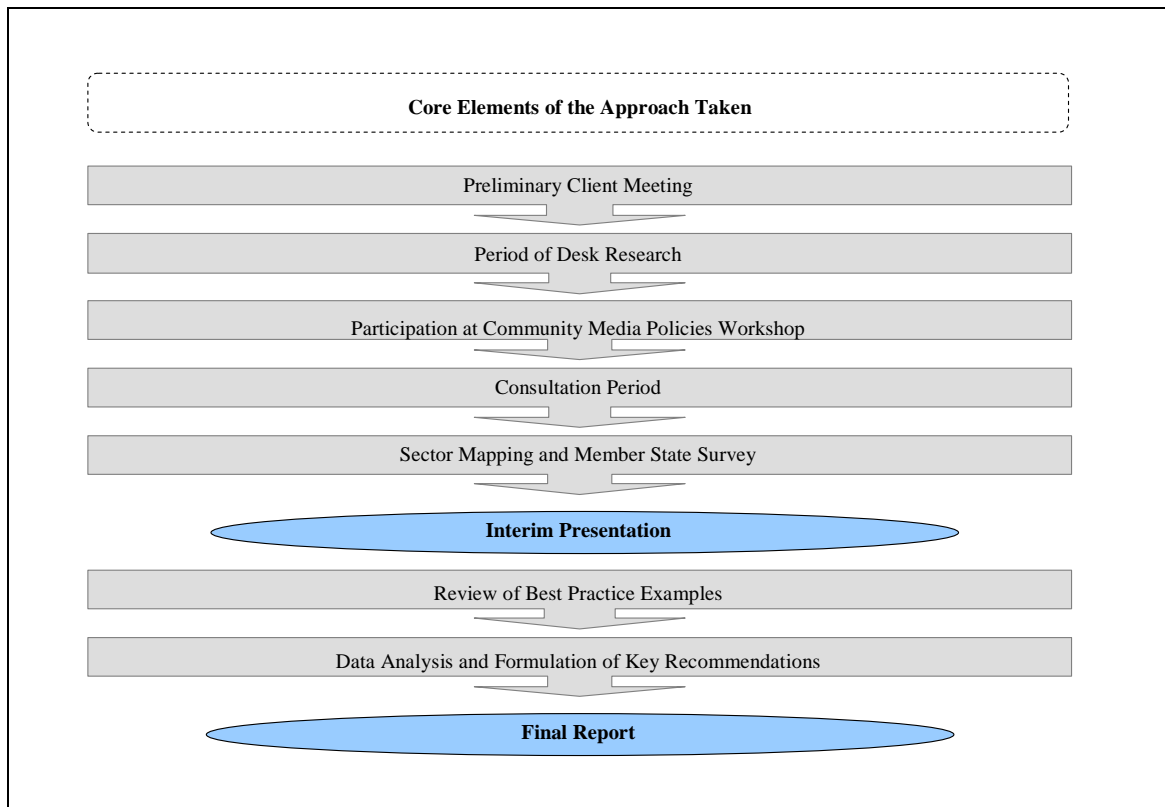 Core Elements of the Approach Taken
Preliminary Client Meeting
Period of Desk Research
Participation at Community Media Policies Workshop
Consultation Period
Sector Mapping and Member State Survey
Interim Presentation
Review of Best Practice Examples
Data Analysis and Formulation of Key Recommendations
Final Report